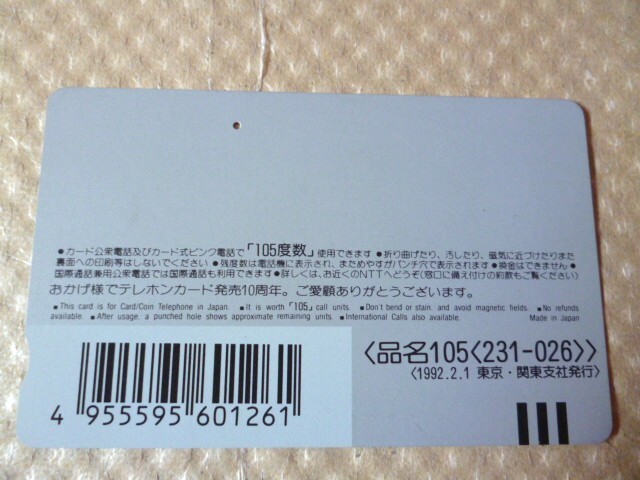 ●カード公衆電話及びカード式ピンク電話で「105度数」使用できます ●折り曲げたり、汚したり、磁気に近づけたりまた
裏面への印刷等はしないでください ●残度数は電話機に表示され、まためやすがパンチ穴で表示されます ●換金はできません ●
国際通話兼用公衆電話では国際通話も利用できます ●詳しくは、お近くのNTTへどうぞ(窓口に備え付けの約款もご覧ください)
おかげ様でテレホンカード発売10周年。ご愛顧ありがとうございます。
■This card is for Card/Coin Telephone in Japan. ■It is worth「105」call units. ■Don't bend or stain. and avoid magnetic fields. ■No refunds
available. ■After usage, a punched hole shows approximate remaining units. ■International Calls also available. Made in Japan
〈品名105〈231-026〉〉
〈1992.2.1 東京・関東支社発行〉
4 955595 601261